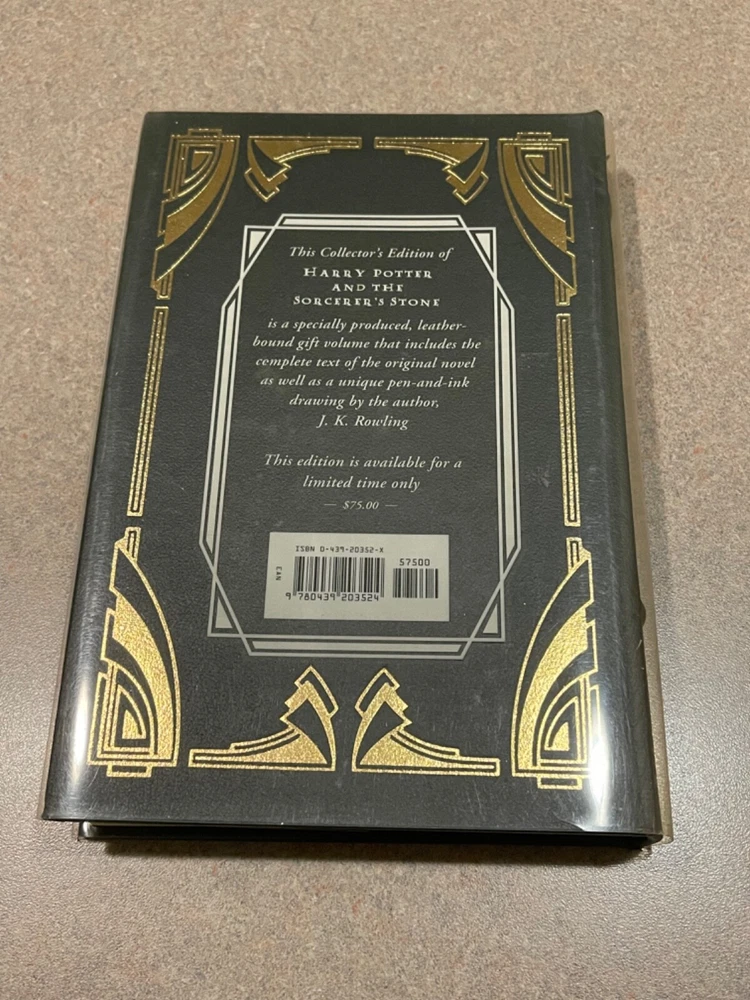 This Collector's Edition of
HARRY POTTER
AND THE
SORCERER'S STONE
is a specially produced, leather-
bound gift volume that includes the
complete text of the original novel
as well as a unique pen-and-ink
drawing by the author,
J. K. Rowling
This edition is available for a
limited time only
— $75.00 —
ISBN 0-439-20352-X
57500
EAN
9 780439 203524